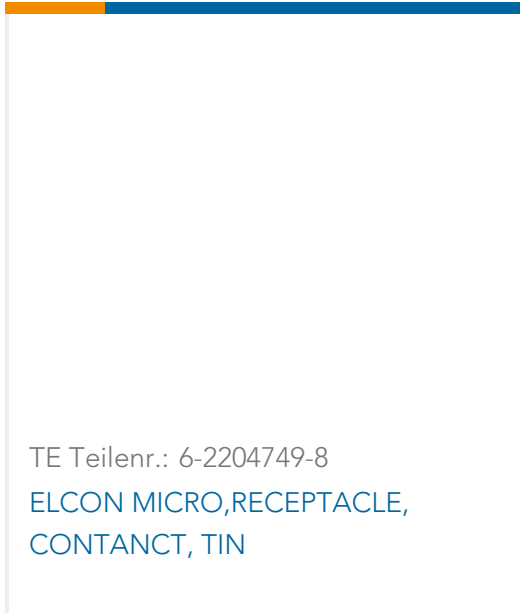 TE Teilenr.: 6-2204749-8
ELCON MICRO,RECEPTACLE,
CONTANCT, TIN